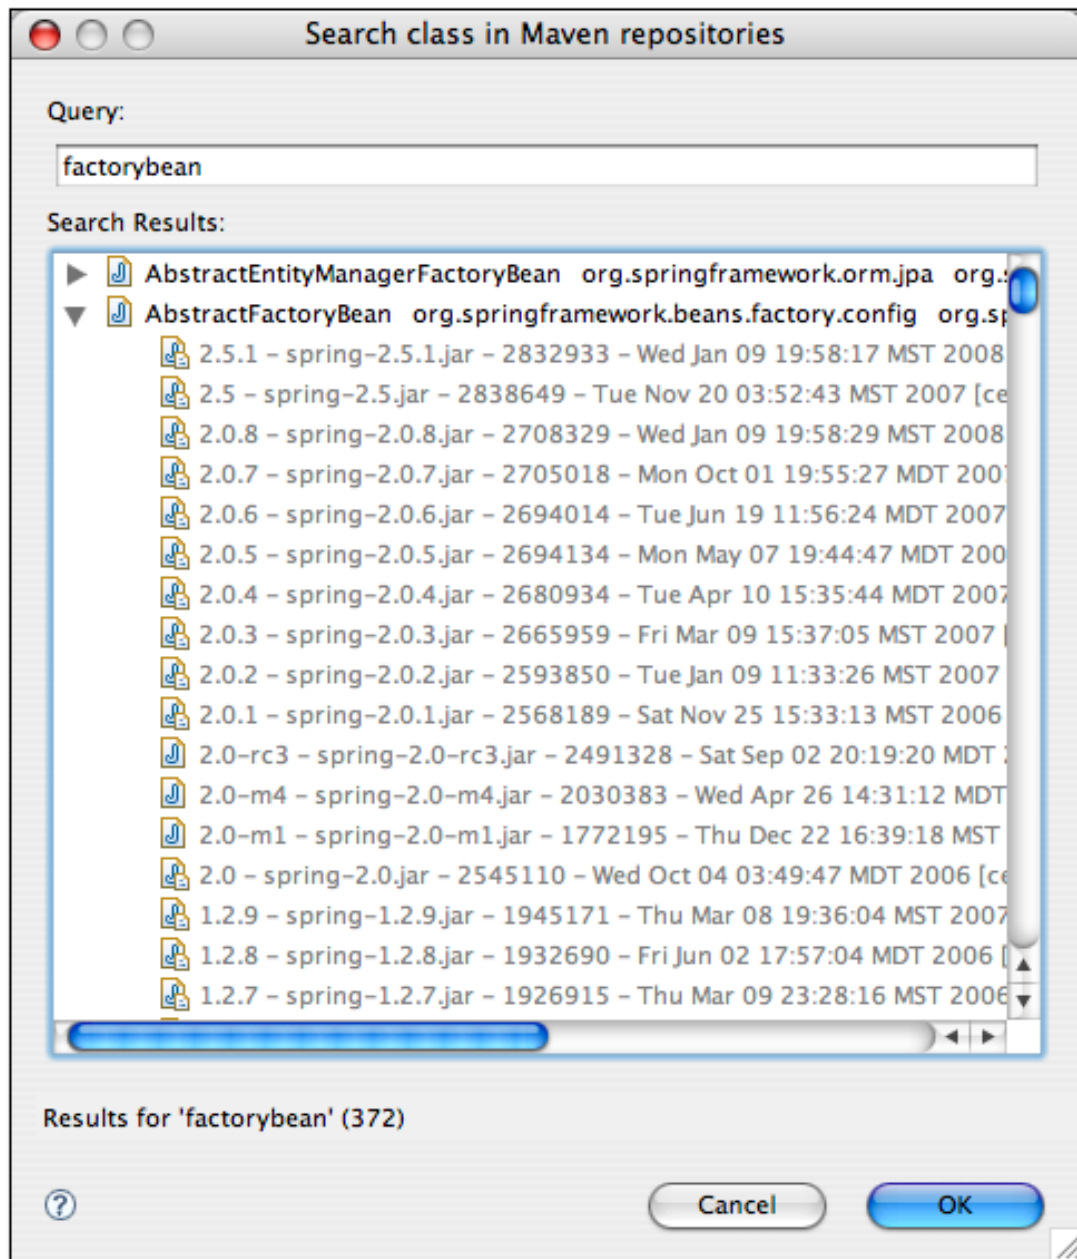 Search class in Maven repositories
Query:
factorybean
Search Results:
AbstractEntityManagerFactoryBean org.springframework.orm.jpa org.s
AbstractFactoryBean org.springframework.beans.factory.config org.sp
2.5.1 – spring-2.5.1.jar – 2832933 – Wed Jan 09 19:58:17 MST 2008
2.5 – spring-2.5.jar – 2838649 – Tue Nov 20 03:52:43 MST 2007 [ce
2.0.8 – spring-2.0.8.jar – 2708329 – Wed Jan 09 19:58:29 MST 2008
2.0.7 – spring-2.0.7.jar – 2705018 – Mon Oct 01 19:55:27 MDT 200
2.0.6 – spring-2.0.6.jar – 2694014 – Tue Jun 19 11:56:24 MDT 2007
2.0.5 – spring-2.0.5.jar – 2694134 – Mon May 07 19:44:47 MDT 200
2.0.4 – spring-2.0.4.jar – 2680934 – Tue Apr 10 15:35:44 MDT 2007
2.0.3 – spring-2.0.3.jar – 2665959 – Fri Mar 09 15:37:05 MST 2007 [
2.0.2 – spring-2.0.2.jar – 2593850 – Tue Jan 09 11:33:26 MST 2007
2.0.1 – spring-2.0.1.jar – 2568189 – Sat Nov 25 15:33:13 MST 2006
2.0-rc3 – spring-2.0-rc3.jar – 2491328 – Sat Sep 02 20:19:20 MDT
2.0-m4 – spring-2.0-m4.jar – 2030383 – Wed Apr 26 14:31:12 MDT
2.0-m1 – spring-2.0-m1.jar – 1772195 – Thu Dec 22 16:39:18 MST
2.0 – spring-2.0.jar – 2545110 – Wed Oct 04 03:49:47 MDT 2006 [ce
1.2.9 – spring-1.2.9.jar – 1945171 – Thu Mar 08 19:36:04 MST 2007
1.2.8 – spring-1.2.8.jar – 1932690 – Fri Jun 02 17:57:04 MDT 2006 [
1.2.7 – spring-1.2.7.jar – 1926915 – Thu Mar 09 23:28:16 MST 2006
Results for 'factorybean' (372)
?
Cancel
OK